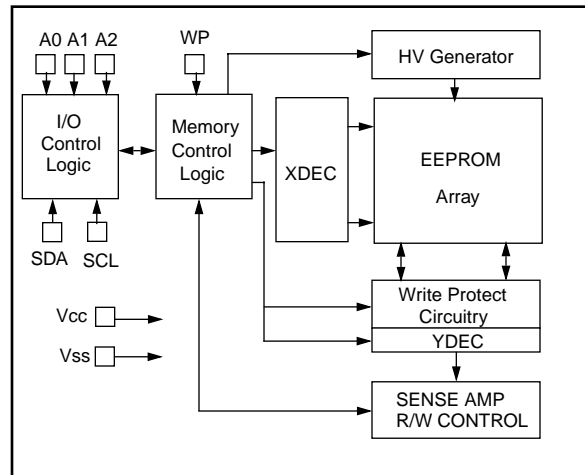 A0 A1 A2
WP
HV Generator
I/O
Control
Logic
Memory
Control
Logic
XDEC
EEPROM
Array
SDA
SCL
Write Protect
Circuitry
YDEC
Vcc
Vss
SENSE AMP
R/W CONTROL